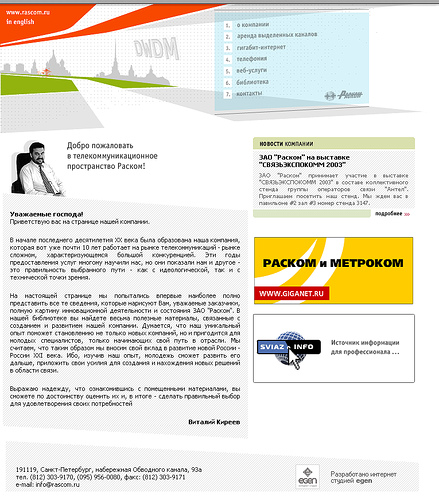 www.rascom.ru
in english
DWDM
1. о компании
2. аренда выделенных каналов
3. гигабит-интернет
4. телефония
5. веб-услуги
6. библиотека
7. контакты
Раском
Добро пожаловать
в телекоммуникационное
пространство Раском!
НОВОСТИ КОМПАНИИ
ЗАО "Раском" на выставке
"СВЯЗЬЭКСПОКОММ 2003"
ЗАО "Раском" принимает участие в выставке
"СВЯЗЬЭКСПОКОММ 2003" в составе коллективного
стенда группы операторов связи "Антел".
Приглашаем посетить наш стенд. Мы ждем вас в
павильоне #2 зал #3 номер стенда 3147.
подробнее >>>
Уважаемые господа!
Приветствую вас на странице нашей компании.
В начале последнего десятилетия XX века была образована наша компания,
которая вот уже почти 10 лет работает на рынке телекоммуникаций - рынке
сложном, характеризующемся большой конкуренцией. Эти годы
предоставления услуг многому научили нас, но они показали нам и другое -
это правильность выбранного пути - как с идеологической, так и с
технической точки зрения.
На настоящей странице мы попытались впервые наиболее полно
представить все те сведения, которые нарисуют Вам, уважаемые заказчики,
полную картину инновационной деятельности и состояния ЗАО "Раском". В
нашей библиотеке Вы найдете весьма полезные материалы, связанные с
созданием и развитием нашей компании. Думается, что наш уникальный
опыт поможет становлению не только новых компаний, но и пригодится для
молодых специалистов, только начинающих свой путь в отрасли. Мы
считаем, что таким образом мы вносим свой вклад в развитие новой России -
России XXI века. Ибо, изучив наш опыт, молодежь сможет развить его
дальше, приложить свои усилия для создания и нахождения новых решений
в области связи.
Выражаю надежду, что ознакомившись с помещенными материалами, вы
сможете по достоинству оценить их и, в итоге - сделать правильный выбор
для удовлетворения своих потребностей
Виталий Киреев
РАСКОМ и МЕТРОКОМ
WWW.GIGANET.RU
SVIAZ INFO
Источник информации
для профессионала ...
191119, Санкт-Петербург, набережная Обводного канала, 93а
тел. (812) 303-9170, (095) 956-0080, факс: (812) 303-9171
e-mail: info@rascom.ru
egen
Разработано интернет
студией egen